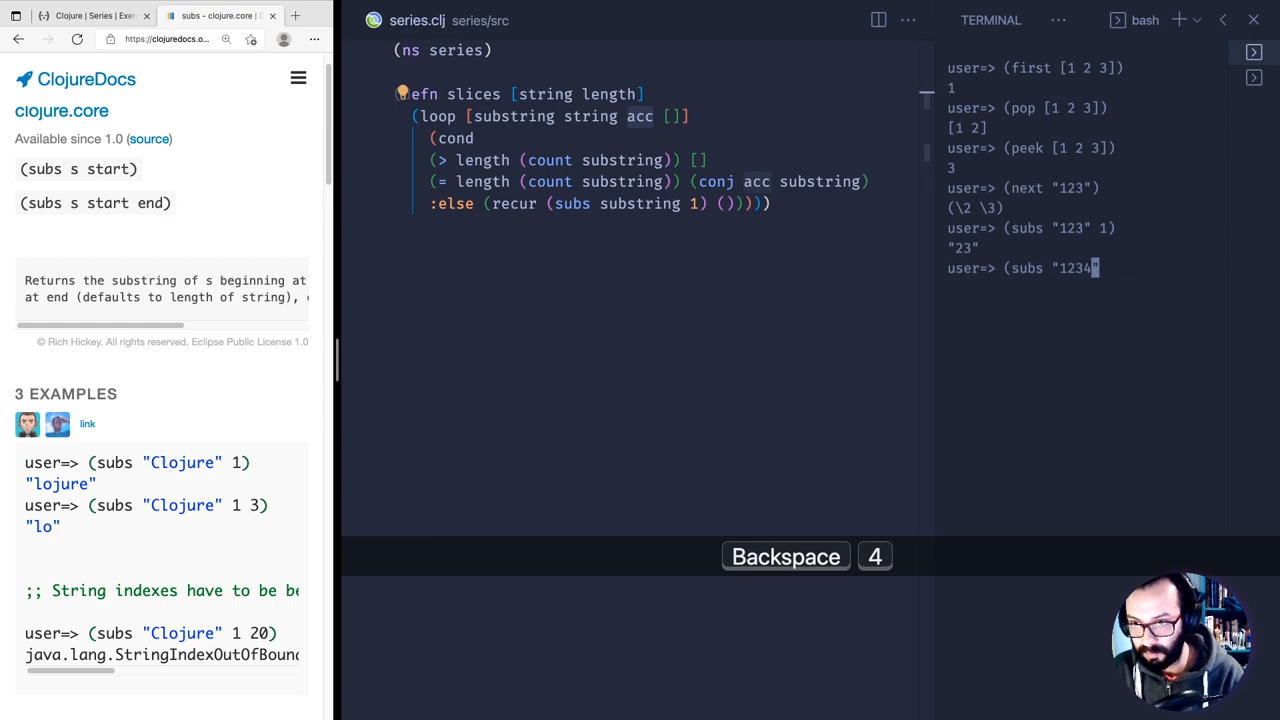 Clojure | Series | Exer
subs - clojure.core | C
https://clojuredocs.o...
ClojureDocs
clojure.core
Available since 1.0 (source)
(subs s start)
(subs s start end)
Returns the substring of s beginning at
at end (defaults to length of string),
© Rich Hickey. All rights reserved. Eclipse Public License 1.0
3 EXAMPLES
link
user=> (subs "Clojure" 1)
"lojure"
user=> (subs "Clojure" 1 3)
"lo"
;; String indexes have to be be
user=> (subs "Clojure" 1 20)
java.lang.StringIndexOutOfBound
series.clj series/src
(ns series)
efn slices [string length]
(loop [substring string acc []]
(cond
(> length (count substring)) []
(= length (count substring)) (conj acc substring)
:else (recur (subs substring 1) ()))))
TERMINAL
bash
user=> (first [1 2 3])
1
user=> (pop [1 2 3])
[1 2]
user=> (peek [1 2 3])
3
user=> (next "123")
(\2 \3)
user=> (subs "123" 1)
"23"
user=> (subs "1234"
Backspace 4